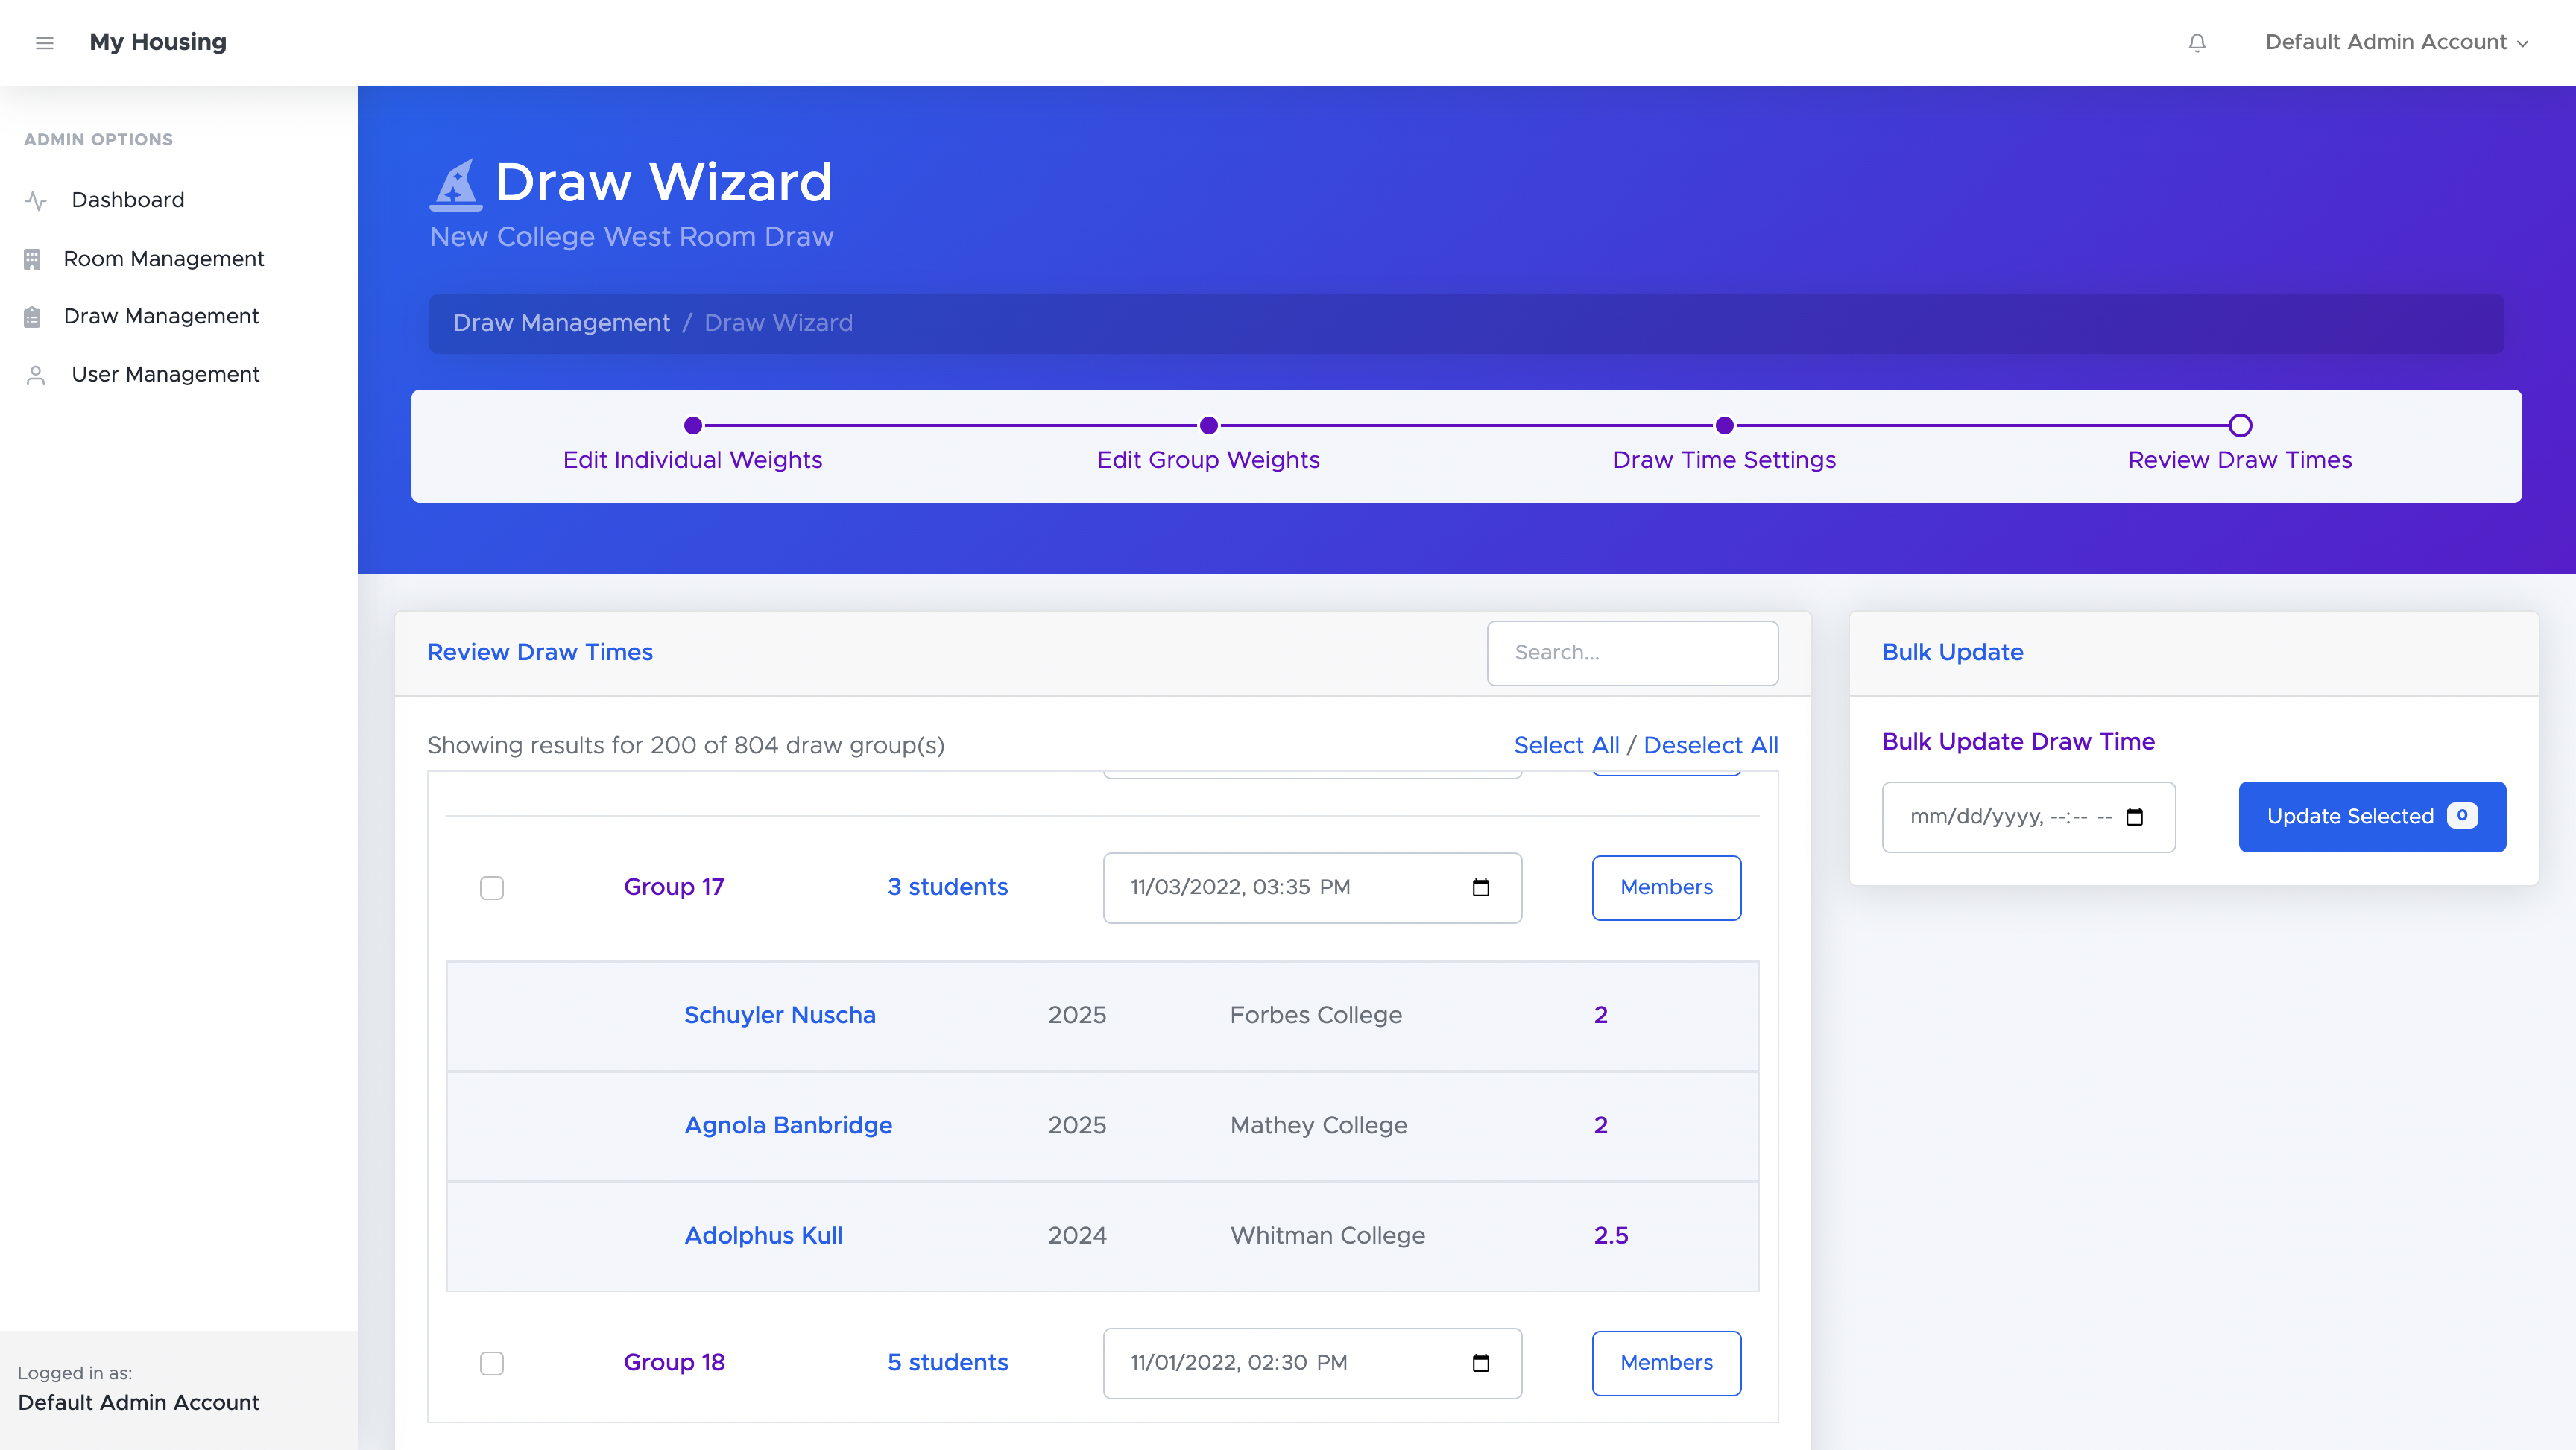 My Housing
Default Admin Account
ADMIN OPTIONS
Dashboard
Room Management
Draw Management
User Management
Logged in as:
Default Admin Account
Draw Wizard
New College West Room Draw
Draw Management / Draw Wizard
Edit Individual Weights
Edit Group Weights
Draw Time Settings
Review Draw Times
Review Draw Times
Search...
Showing results for 200 of 804 draw group(s)
Select All / Deselect All
Group 17 3 students 11/03/2022, 03:35 PM Members
Schuyler Nuscha 2025 Forbes College 2
Agnola Banbridge 2025 Mathey College 2
Adolphus Kull 2024 Whitman College 2.5
Group 18 5 students 11/01/2022, 02:30 PM Members
Bulk Update
Bulk Update Draw Time
mm/dd/yyyy, --:-- --
Update Selected 0